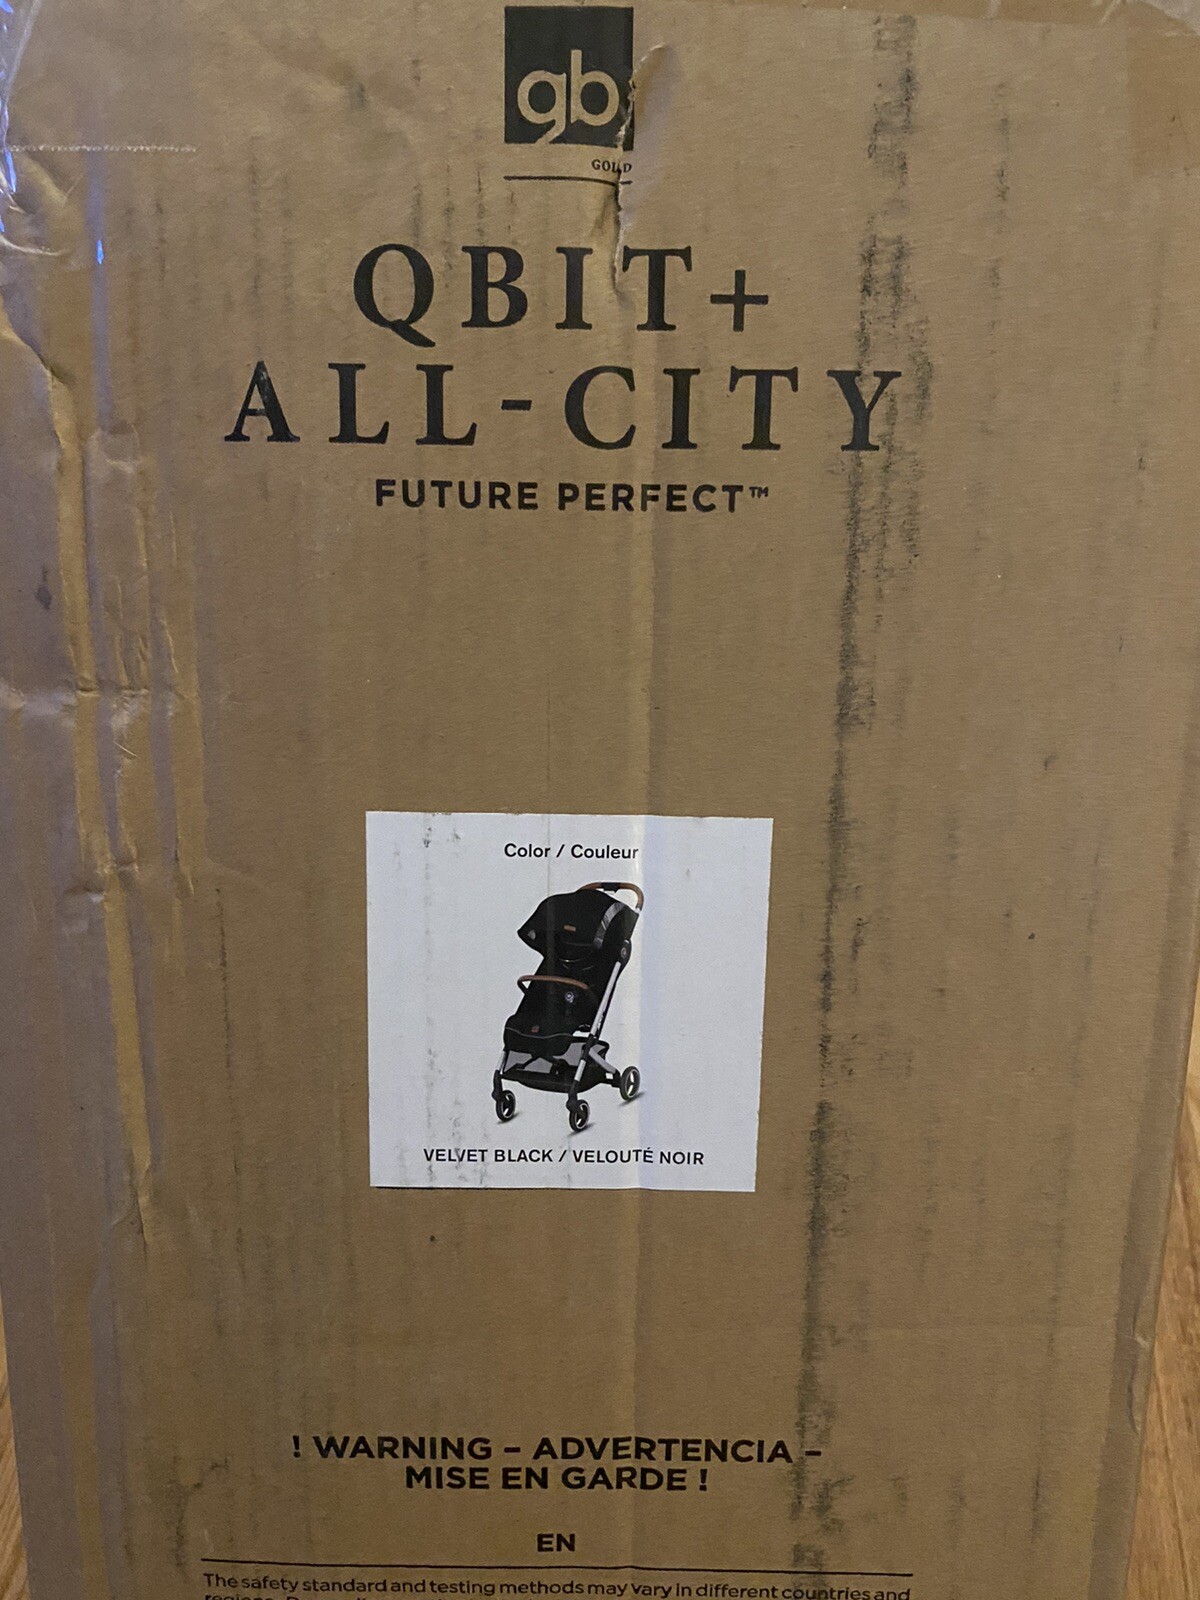 gb
GOLD
QBIT+
ALL-CITY
FUTURE PERFECT™
Color / Couleur
VELVET BLACK / VELOUTÉ NOIR
! WARNING – ADVERTENCIA –
MISE EN GARDE !
EN
The safety standard and testing methods may vary in different countries and